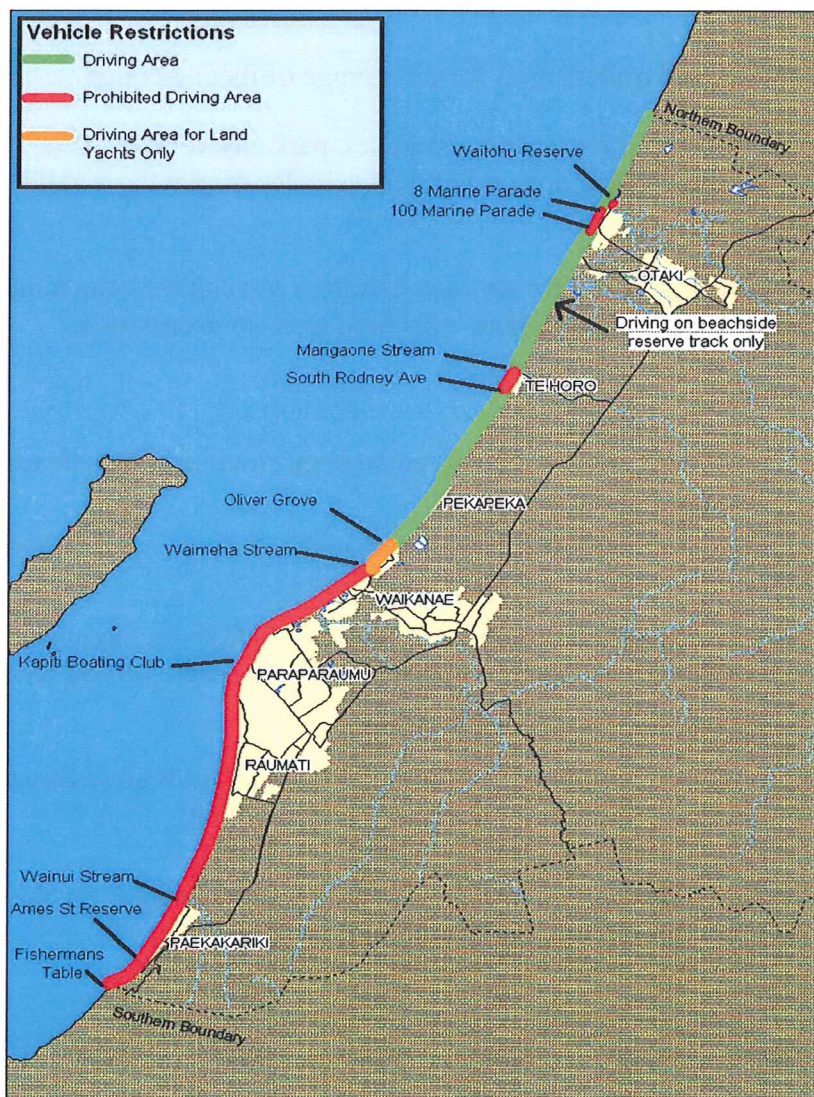 Vehicle Restrictions
Driving Area
Prohibited Driving Area
Driving Area for Land
Yachts Only
Northern Boundary
Waitohu Reserve
8 Marine Parade
100 Marine Parade
OTAKI
Driving on beachside
reserve track only
Mangaone Stream
South Rodney Ave
TE HORO
PEKAPEKA
Oliver Grove
Waimeha Stream
WAIKANAE
Kapiti Boating Club
PARAPARAUMU
RAUMATI
Wainui Stream
Ames St Reserve
PAEKAKARIKI
Fishermans
Table
Southern Boundary